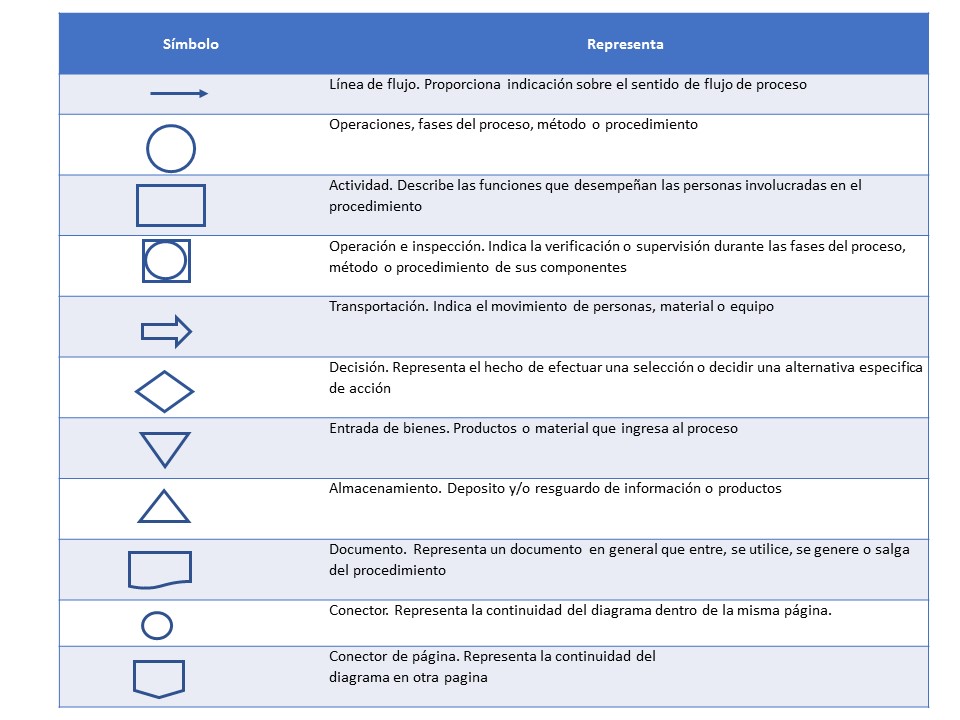 Símbolo
Representa
Línea de flujo. Proporciona indicación sobre el sentido de flujo de proceso
Operaciones, fases del proceso, método o procedimiento
Actividad. Describe las funciones que desempeñan las personas involucradas en el
procedimiento
Operación e inspección. Indica la verificación o supervisión durante las fases del proceso,
método o procedimiento de sus componentes
Transportación. Indica el movimiento de personas, material o equipo
Decisión. Representa el hecho de efectuar una selección o decidir una alternativa especifica
de acción
Entrada de bienes. Productos o material que ingresa al proceso
Almacenamiento. Deposito y/o resguardo de información o productos
Documento. Representa un documento en general que entre, se utilice, se genere o salga
del procedimiento
Conector. Representa la continuidad del diagrama dentro de la misma página.
Conector de página. Representa la continuidad del
diagrama en otra pagina